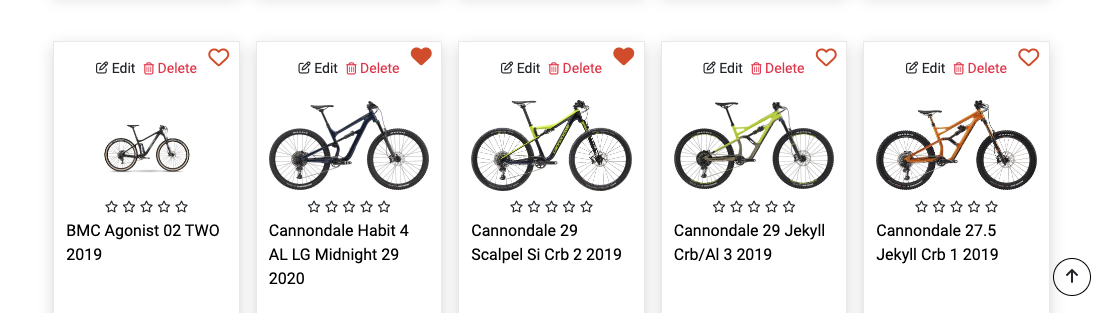 Edit Delete
Edit Delete
Edit Delete
Edit Delete
Edit Delete
BMC Agonist 02 TWO
2019
Cannondale Habit 4
AL LG Midnight 29
2020
Cannondale 29
Scalpel Si Crb 2 2019
Cannondale 29 Jekyll
Crb/Al 3 2019
Cannondale 27.5
Jekyll Crb 1 2019